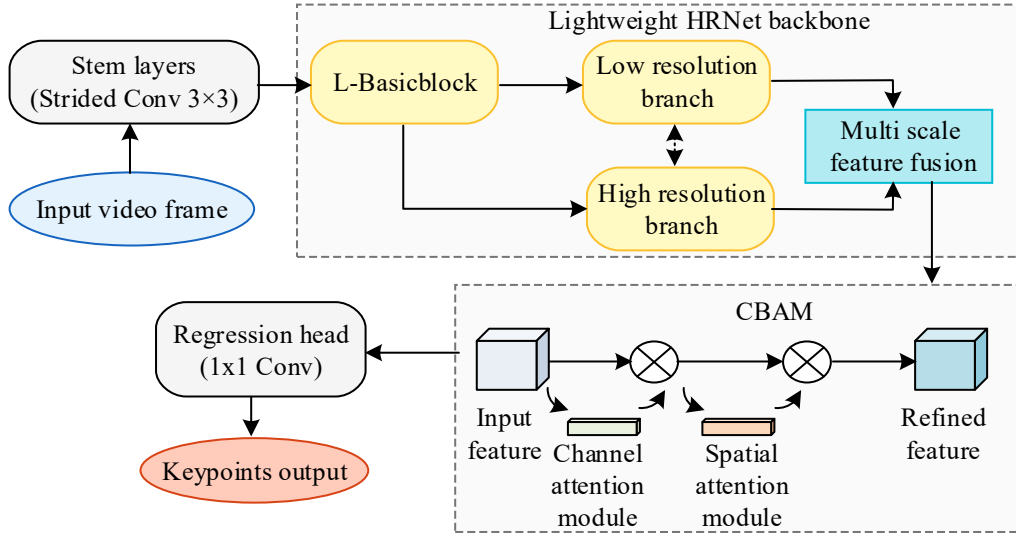 Lightweight HRNet backbone
Stem layers
(Strided Conv 3×3)
L-Basicblock
Low resolution
branch
Multi scale
feature fusion
Input video frame
High resolution
branch
CBAM
Regression head
(1x1 Conv)
Input
feature
Channel
attention
module
Spatial
attention
module
Refined
feature
Keypoints output